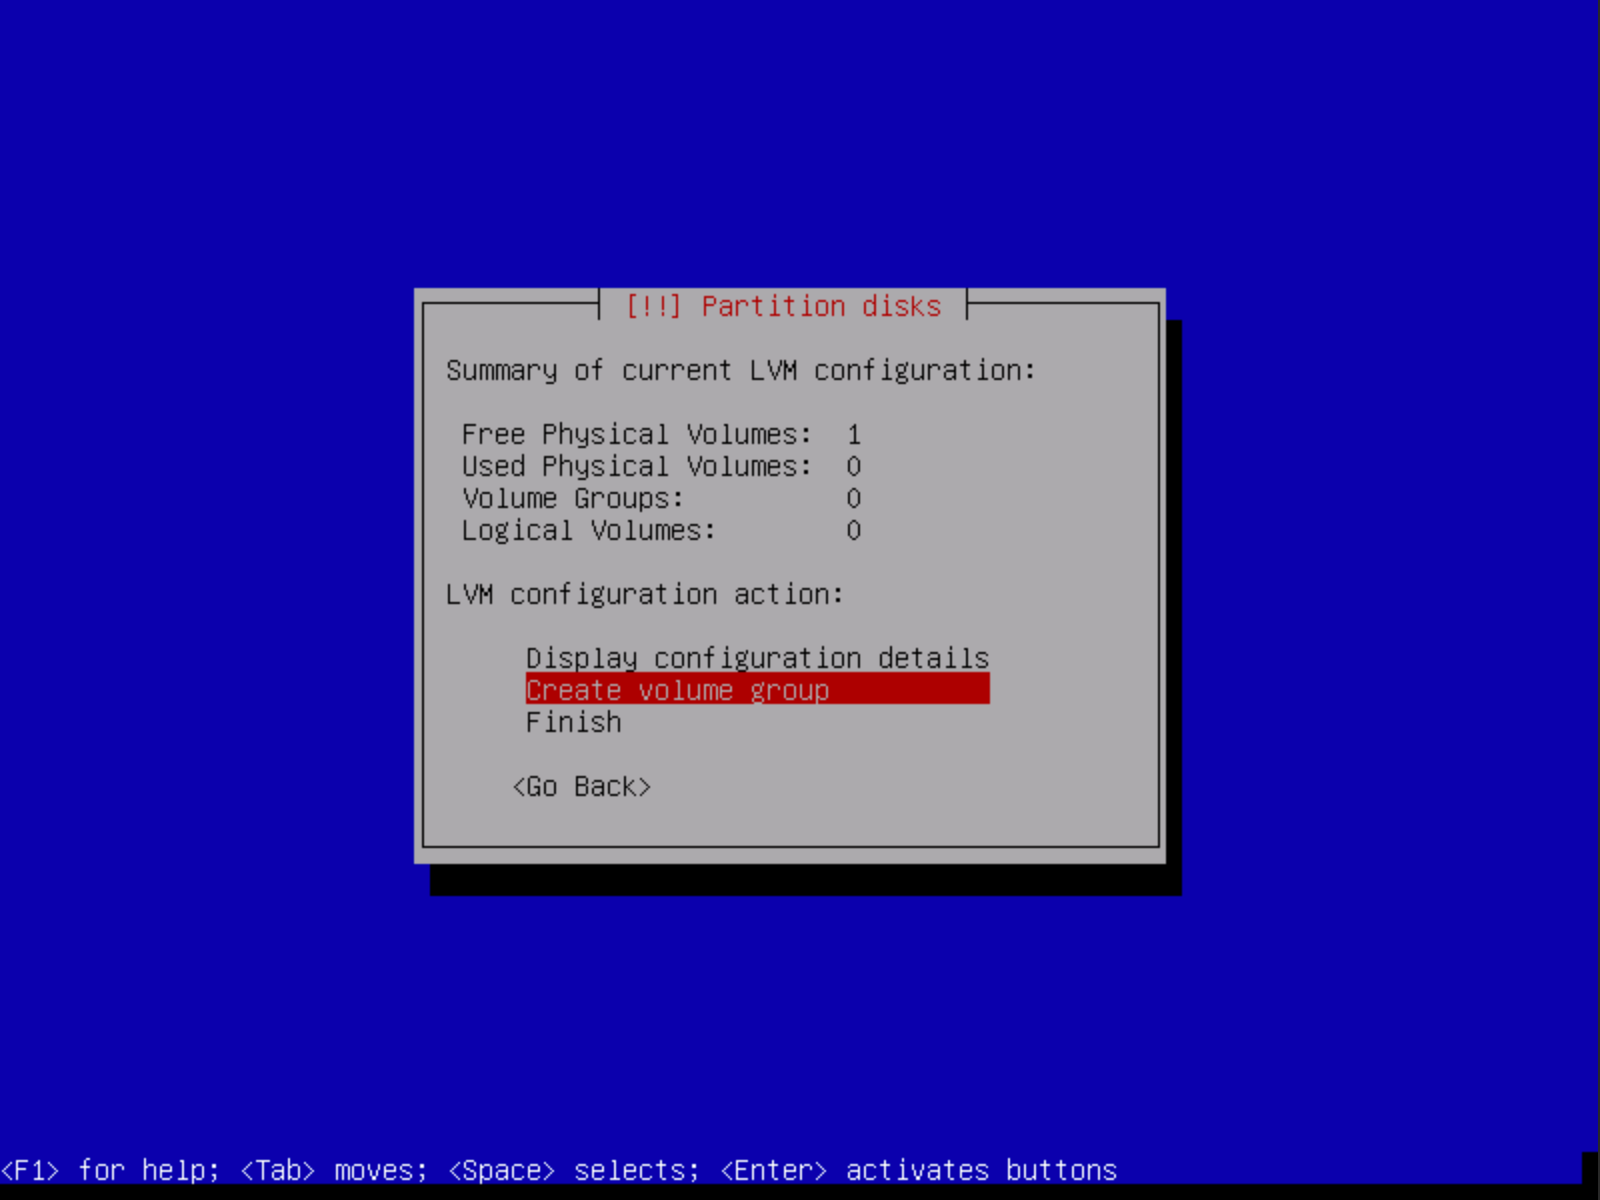 [!!] Partition disks
Summary of current LVM configuration:
Free Physical Volumes: 1
Used Physical Volumes: 0
Volume Groups: 0
Logical Volumes: 0
LVM configuration action:
Display configuration details
Create volume group
Finish
<Go Back>
<F1> for help; <Tab> moves; <Space> selects; <Enter> activates buttons